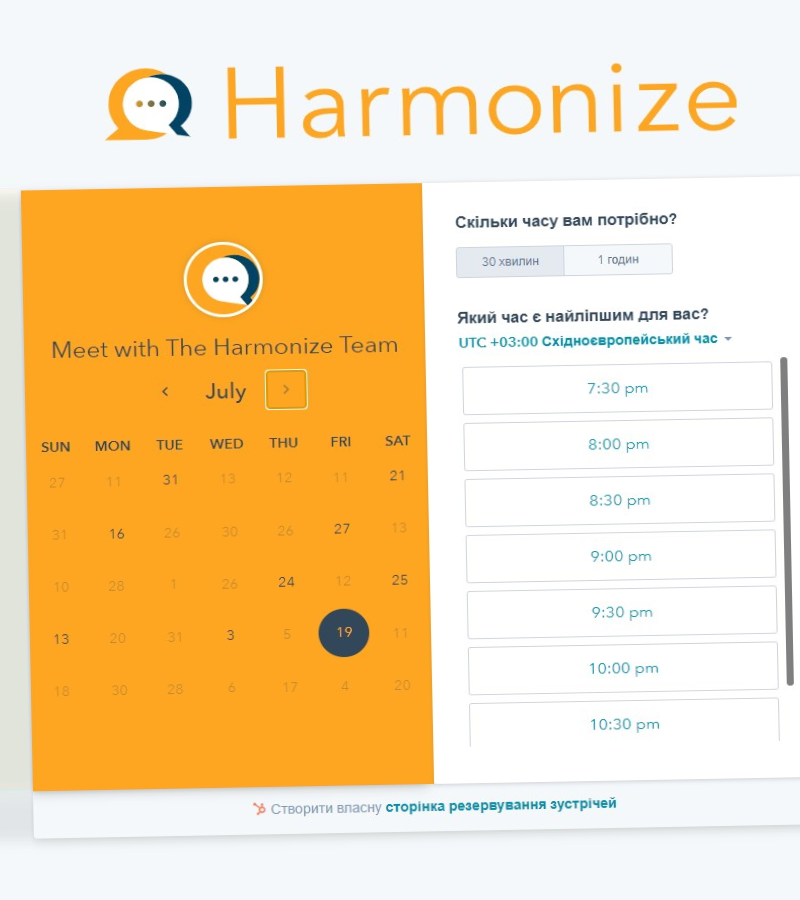 Harmonize
Meet with The Harmonize Team
July
SUN MON TUE WED THU FRI SAT
27 11 31 13 12 11 21
31 16 26 30 26 27 13
10 28 1 26 24 12 25
13 20 31 3 5 19 11
18 30 28 6 17 4 20
Скільки часу вам потрібно?
30 хвилин 1 годин
Який час є найліпшим для вас?
UTC +03:00 Східноєвропейський час
7:30 pm
8:00 pm
8:30 pm
9:00 pm
9:30 pm
10:00 pm
10:30 pm
Створити власну сторінка резервування зустрічей